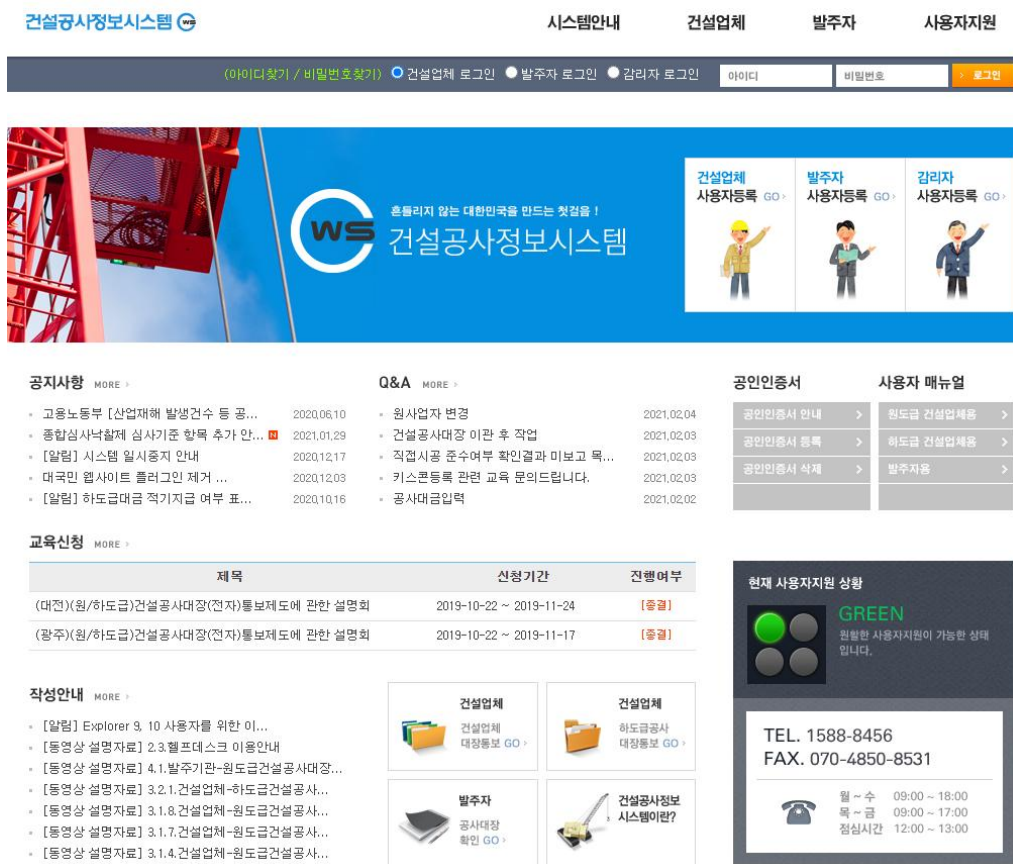 건설공사정보시스템 ws
시스템안내 건설업체 발주자 사용자지원
(아이디찾기 / 비밀번호찾기) 건설업체 로그인 발주자 로그인 감리자 로그인 아이디 비밀번호 로그인
흔들리지 않는 대한민국을 만드는 첫걸음 !
ws 건설공사정보시스템
건설업체
사용자등록 GO
발주자
사용자등록 GO
감리자
사용자등록 GO
공지사항 MORE
고용노동부 [산업재해 발생건수 등 공... 2020.06.10
종합심사낙찰제 심사기준 항목 추가 안... N 2021.01.29
[알림] 시스템 일시중지 안내 2020.12.17
대국민 웹사이트 플러그인 제거 ... 2020.12.03
[알림] 하도급대금 적기지급 여부 표... 2020.10.16
Q&A MORE
원사업자 변경 2021.02.04
건설공사대장 이관 후 작업 2021.02.03
직접시공 준수여부 확인결과 미보고 목... 2021.02.03
키스콘등록 관련 교육 문의드립니다. 2021.02.03
공사대금입력 2021.02.02
공인인증서
공인인증서 안내
공인인증서 등록
공인인증서 삭제
사용자 매뉴얼
원도급 건설업체용
하도급 건설업체용
발주자용
교육신청 MORE
제목 신청기간 진행여부
(대전)(원/하도급)건설공사대장(전자)통보제도에 관한 설명회 2019-10-22 ~ 2019-11-24 [종결]
(광주)(원/하도급)건설공사대장(전자)통보제도에 관한 설명회 2019-10-22 ~ 2019-11-17 [종결]
현재 사용자지원 상황
GREEN
원할한 사용자지원이 가능한 상태
입니다.
작성안내 MORE
[알림] Explorer 9, 10 사용자를 위한 이...
[동영상 설명자료] 2.3.헬프데스크 이용안내
[동영상 설명자료] 4.1.발주기관-원도급건설공사대장...
[동영상 설명자료] 3.2.1.건설업체-하도급건설공사...
[동영상 설명자료] 3.1.8.건설업체-원도급건설공사...
[동영상 설명자료] 3.1.7.건설업체-원도급건설공사...
[동영상 설명자료] 3.1.4.건설업체-원도급건설공사...
건설업체
건설업체
대장통보 GO
건설업체
하도급공사
대장통보 GO
발주자
공사대장
확인 GO
건설공사정보
시스템이란?
TEL. 1588-8456
FAX. 070-4850-8531
월 ~ 수 09:00 ~ 18:00
목 ~ 금 09:00 ~ 17:00
점심시간 12:00 ~ 13:00